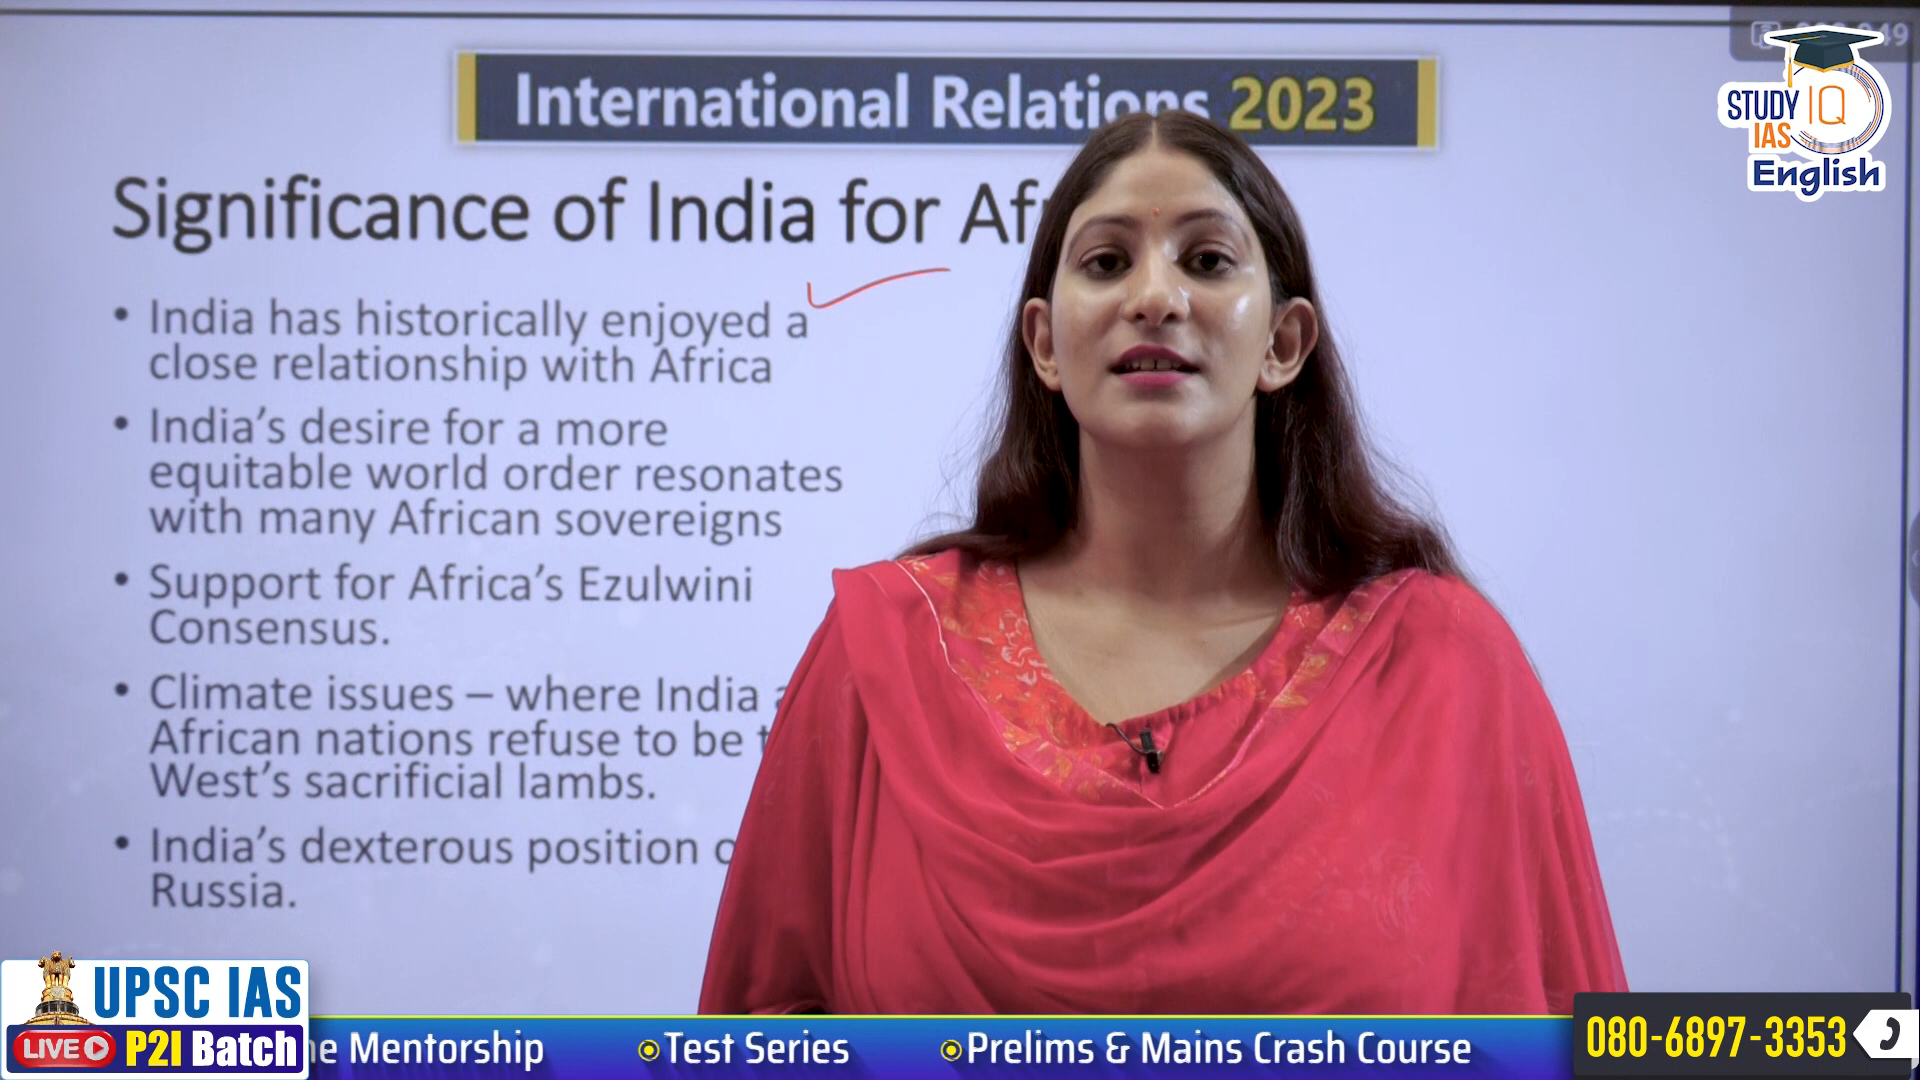 International Relations 2023
STUDY IQ
IAS
English
Significance of India for
• India has historically enjoyed a
close relationship with Africa
• India's desire for a more
equitable world order resonates
with many African sovereigns
• Support for Africa's Ezulwini
Consensus.
• Climate issues – where India
African nations refuse to be
West's sacrificial lambs.
• India's dexterous position
Russia.
UPSC IAS
LIVE P2I Batch
Mentorship
Test Series
Prelims & Mains Crash Course
080-6897-3353